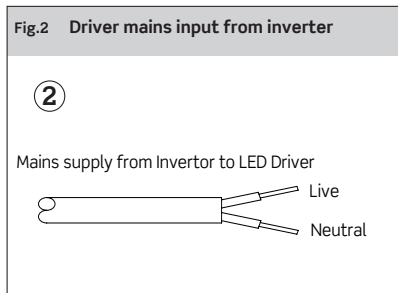 Fig.2 Driver mains input from inverter
2
Mains supply from Invertor to LED Driver
Live
Neutral